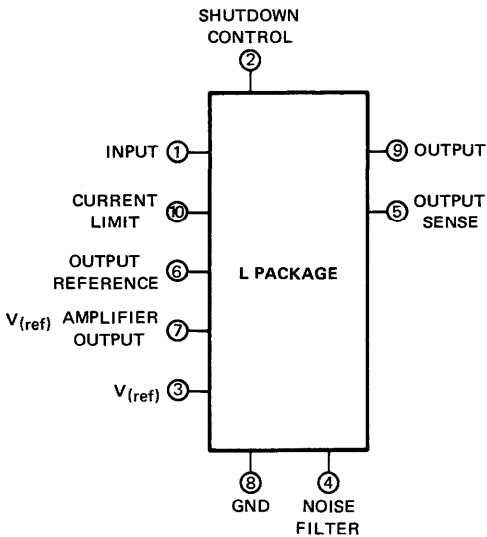 SHUTDOWN
CONTROL
2
INPUT 1
9 OUTPUT
CURRENT
LIMIT
10
5
OUTPUT
SENSE
OUTPUT
REFERENCE
6
L PACKAGE
V(ref) AMPLIFIER
OUTPUT
7
V(ref) 3
8
GND
4
NOISE
FILTER